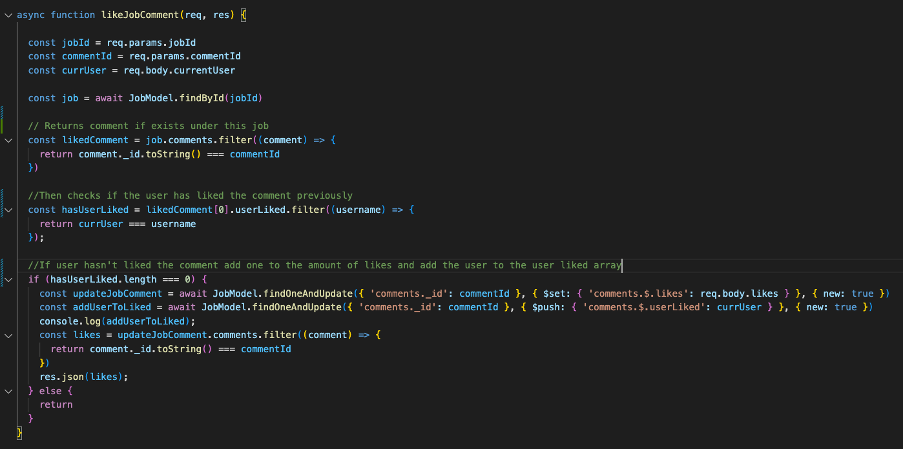 async function likeJobComment(req, res) {
const jobId = req.params.jobId
const commentId = req.params.commentId
const currUser = req.body.currentUser
const job = await JobModel.findById(jobId)
// Returns comment if exists under this job
const likedComment = job.comments.filter((comment) => {
return comment._id.toString() === commentId
})
//Then checks if the user has liked the comment previously
const hasUserLiked = likedComment[0].userLiked.filter((username) => {
return currUser === username
});
//If user hasn't liked the comment add one to the amount of likes and add the user to the user liked array
if (hasUserLiked.length === 0) {
const updateJobComment = await JobModel.findOneAndUpdate({ 'comments._id': commentId }, { $set: { 'comments.$.likes': req.body.likes } }, { new: true })
const addUserToLiked = await JobModel.findOneAndUpdate({ 'comments._id': commentId }, { $push: { 'comments.$.userLiked': currUser } }, { new: true })
console.log(addUserToLiked);
const likes = updateJobComment.comments.filter((comment) => {
return comment._id.toString() === commentId
})
res.json(likes);
} else {
return
}
}